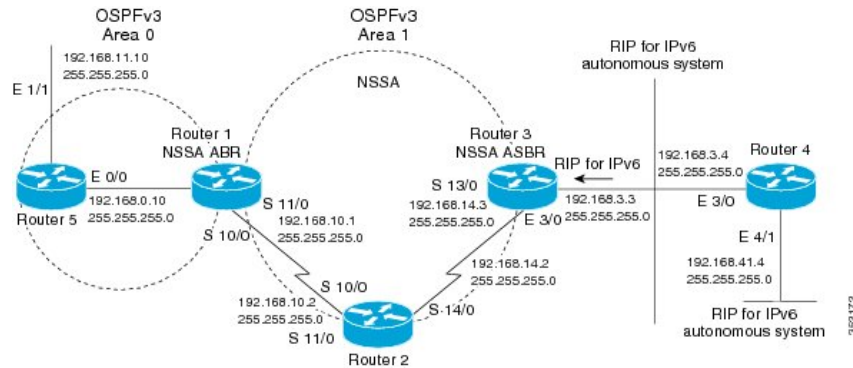 OSPFv3
Area 0
OSPFv3
Area 1
NSSA
192.168.11.10
255.255.255.0
E 1/1
Router 1
NSSA ABR
E 0/0
192.168.0.10
255.255.255.0
Router 5
S 11/0
192.168.10.1
255.255.255.0
S 10/0
S 10/0
192.168.10.2
255.255.255.0
S 11/0
Router 2
S 14/0
192.168.14.2
255.255.255.0
Router 3
NSSA ASBR
S 13/0
192.168.14.3
255.255.255.0
E 3/0
RIP for IPv6
192.168.3.3
255.255.255.0
RIP for IPv6
autonomous system
192.168.3.4
255.255.255.0
Router 4
E 3/0
E 4/1
192.168.41.4
255.255.255.0
RIP for IPv6
autonomous system